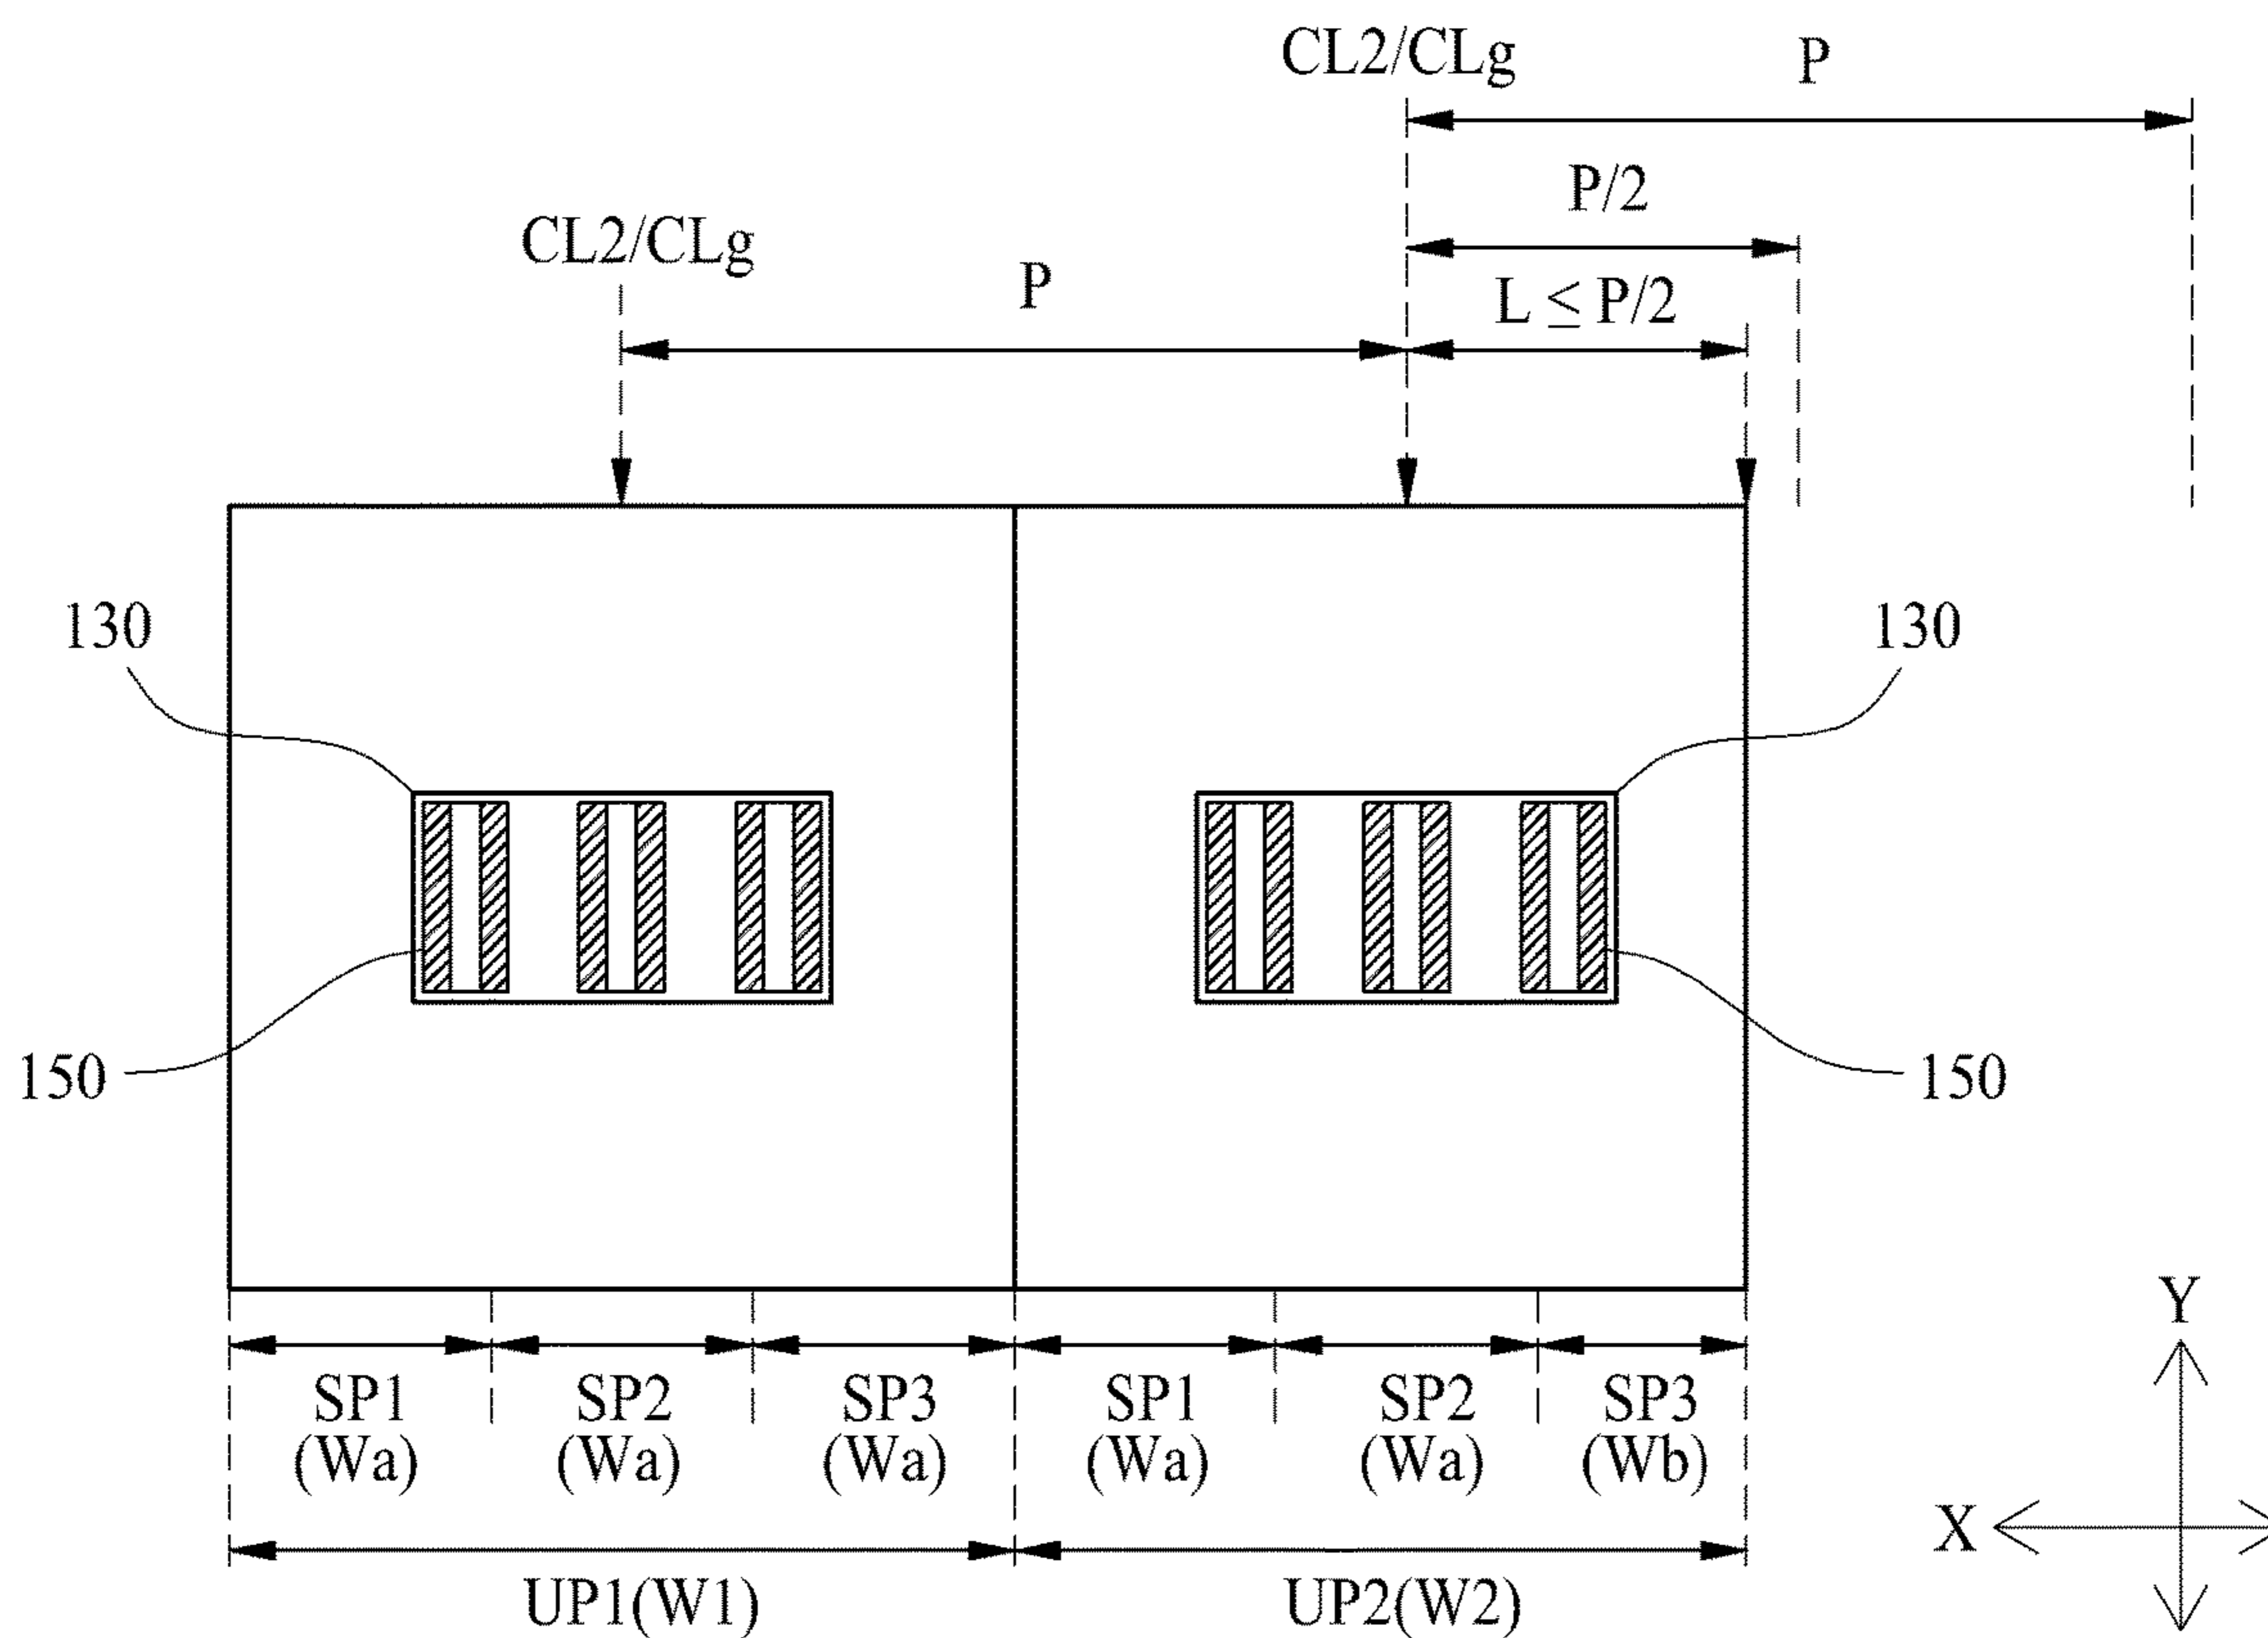 CL2/CLg P
P/2
CL2/CLg P L ≤ P/2
130 130
150 150
SP1 SP2 SP3 SP1 SP2 SP3
(Wa) (Wa) (Wa) (Wa) (Wa) (Wb)
UP1(W1) UP2(W2)
Y
X